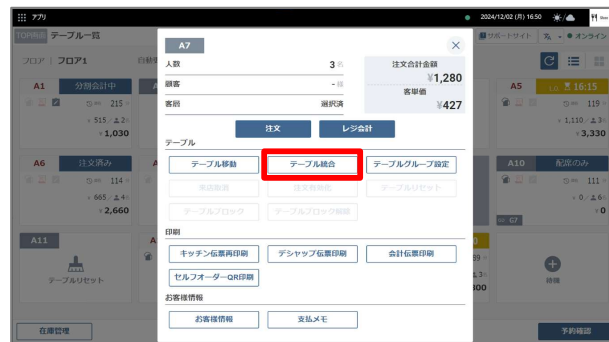 アプリ
2024/12/02 (月) 16:50
TOP画面 テーブル一覧
サポートサイト
オンライン
フロア | フロア1
A7
人数
3 名
注文合計金額
¥1,280
顧客
- 様
客単価
¥427
客層
選択済
注文
レジ会計
テーブル
テーブル移動
テーブル統合
テーブルグループ設定
来店取消
注文有効化
テーブルリセット
テーブルブロック
テーブルブロック解除
印刷
キッチン伝票再印刷
デシャップ伝票印刷
会計伝票印刷
セルフオーダーQR印刷
お客様情報
お客様情報
支払メモ
A1
分割会計中
215
¥ 515
¥ 1,030
A5
16:15
119
¥ 1,110
¥ 3,330
A6
注文済み
114
¥ 665
¥ 2,660
A10
配席のみ
111
¥ 0
¥ 0
G7
A11
テーブルリセット
待機
在庫管理
予約確認